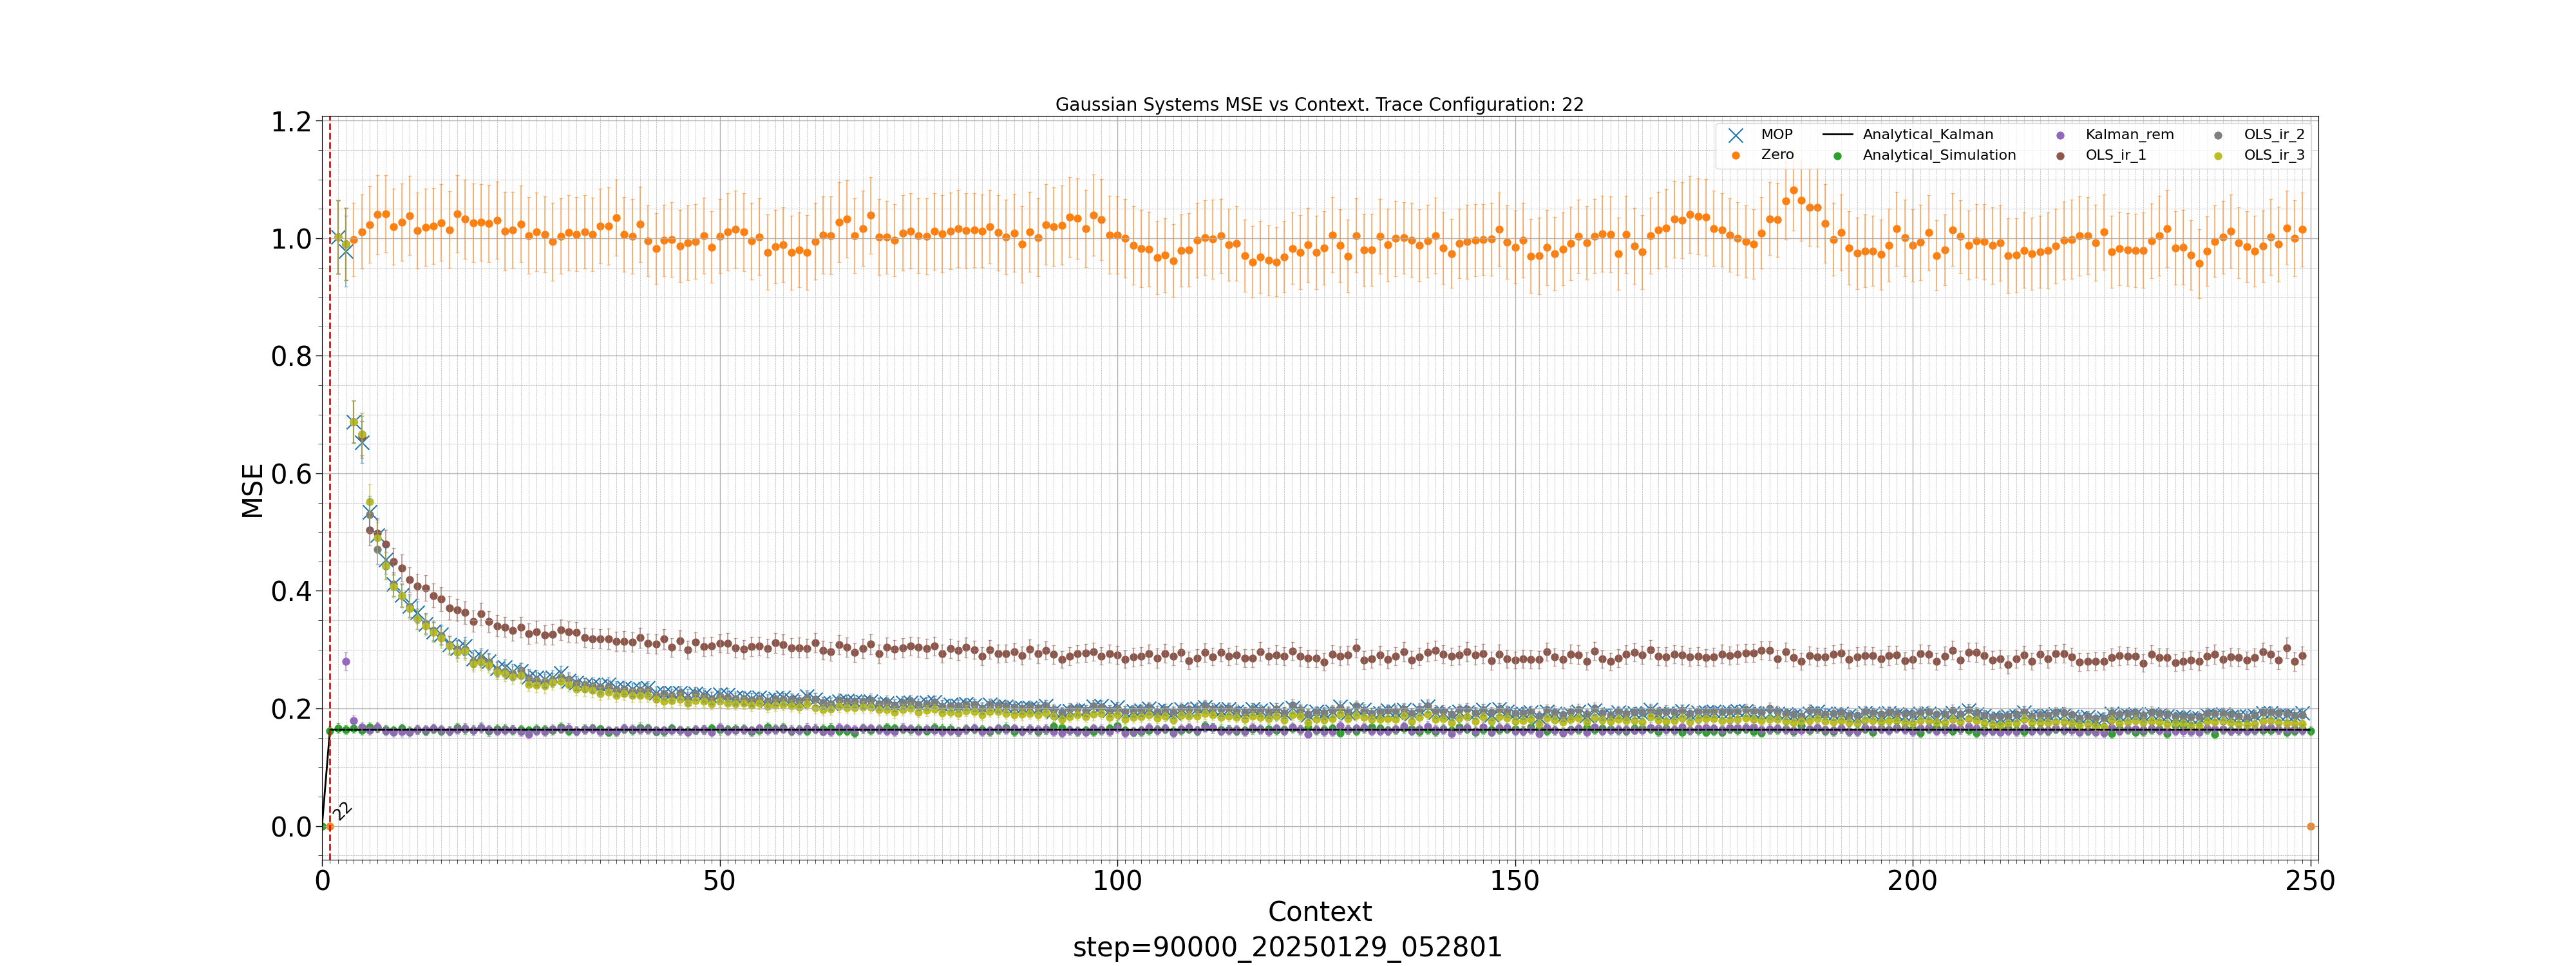 Gaussian Systems MSE vs Context. Trace Configuration: 22
MOP
Zero
Analytical_Kalman
Analytical_Simulation
Kalman_rem
OLS_ir_1
OLS_ir_2
OLS_ir_3
1.2
1.0
0.8
0.6
0.4
0.2
0.0
MSE
22
0
50
100
150
200
250
Context
step=90000_20250129_052801